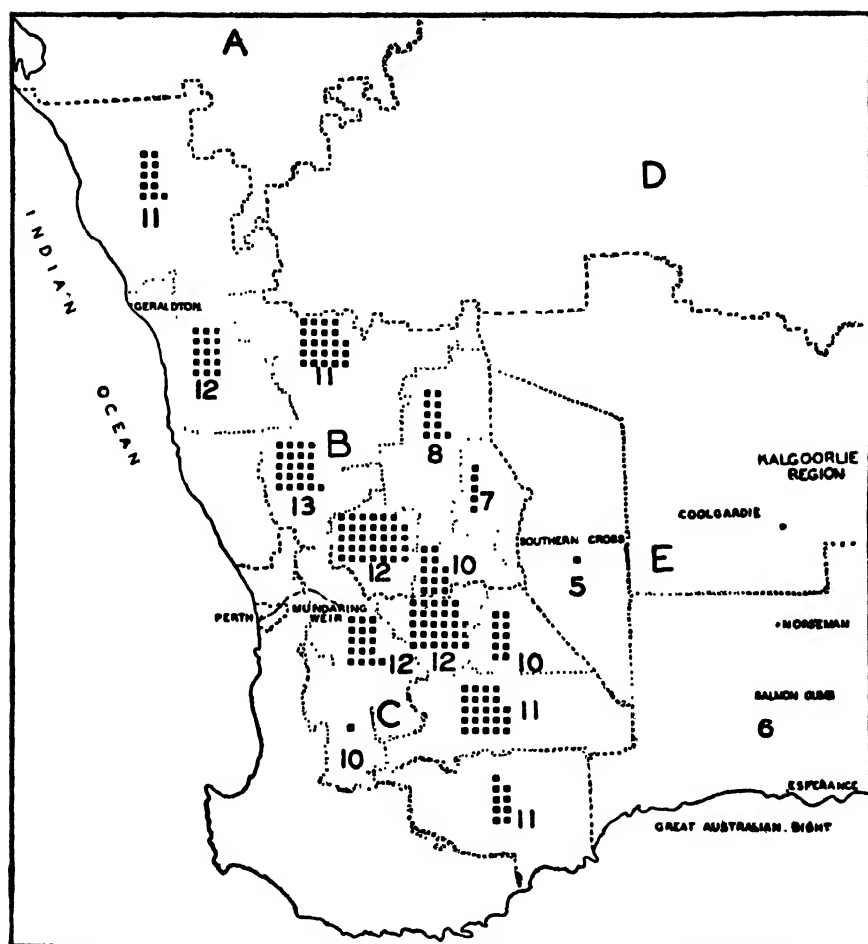 A
D
11
INDIAN
OCEAN
GERALDTON
12
11
B
8
KALGOORLIE
REGION
13
7
COOLGARDIE
SOUTHERN CROSS
E
12
10
5
PERTH
MUNDARING
WEIR
NORSEMAN
12
12
10
SALMON GUMS
C
11
6
10
ESPERANCE
11
GREAT AUSTRALIAN BIGHT